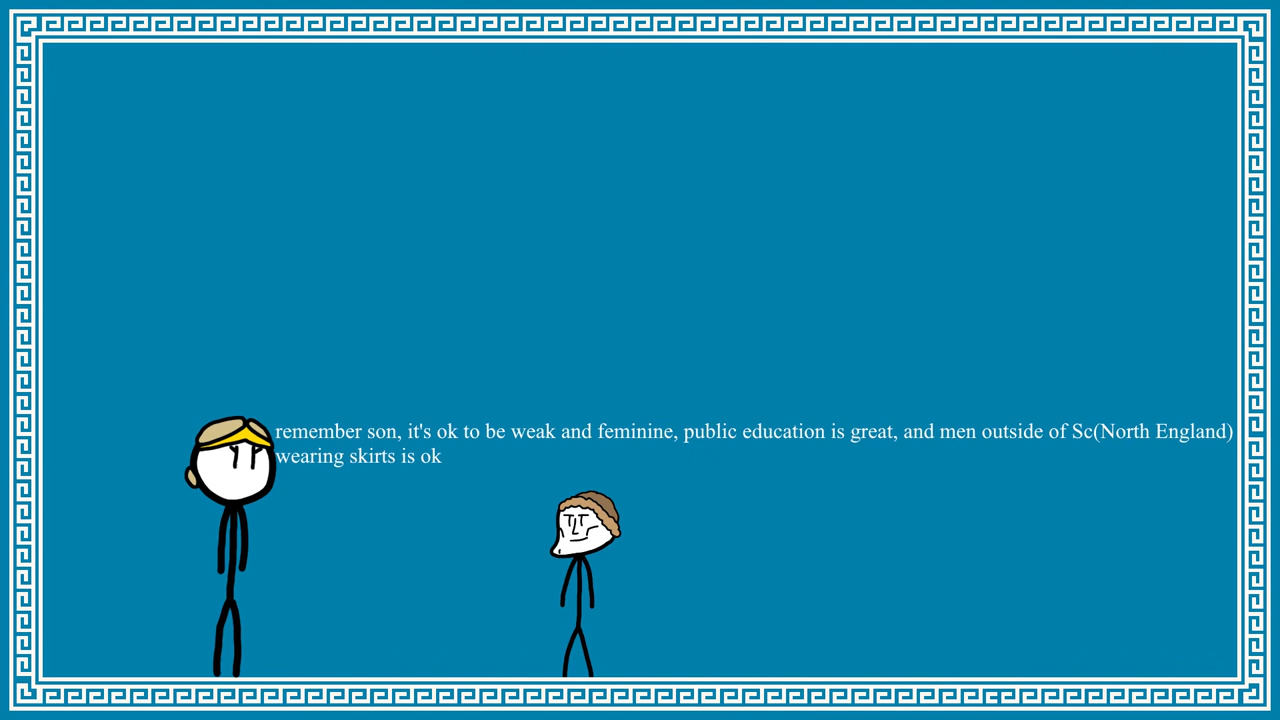 remember son, it's ok to be weak and feminine, public education is great, and men outside of Sc(North England)
wearing skirts is ok